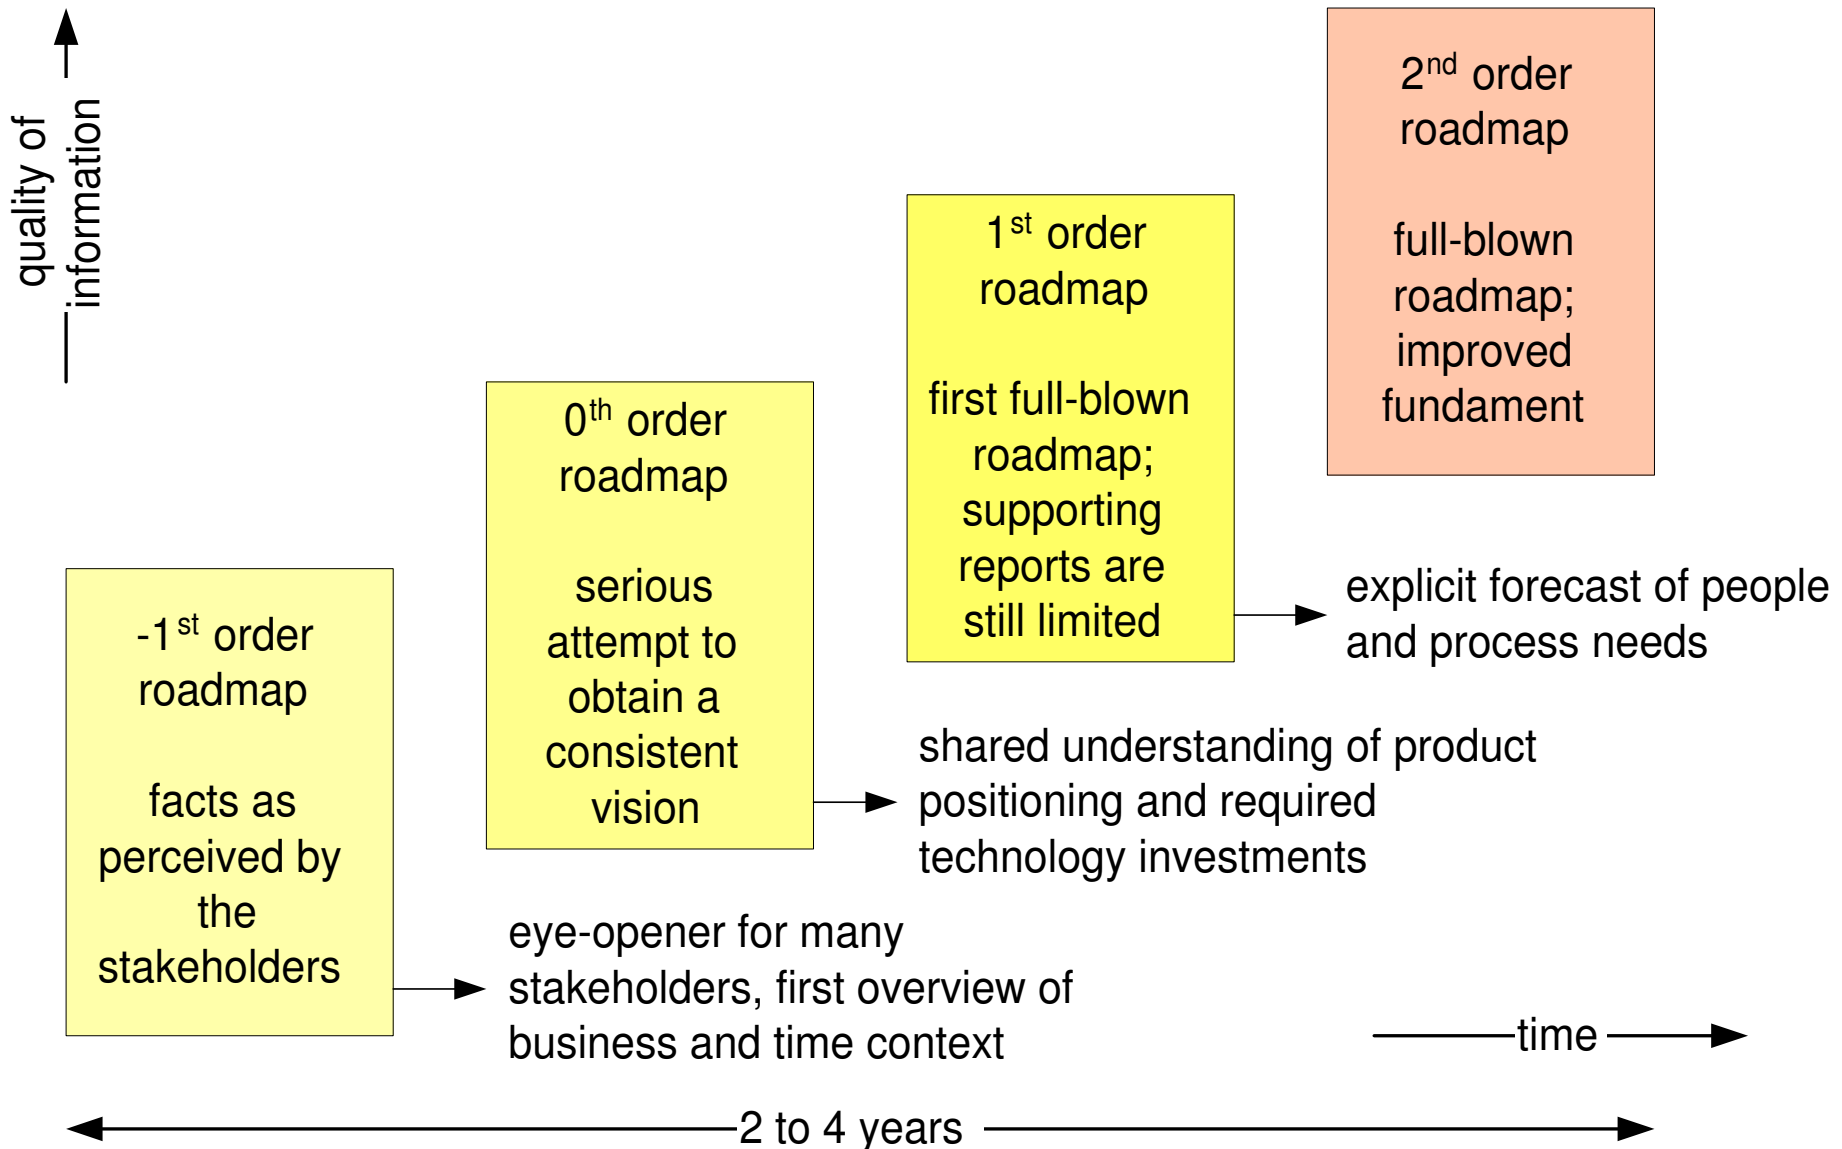 quality of
information
-1st order
roadmap
facts as
perceived by
the
stakeholders
eye-opener for many
stakeholders, first overview of
business and time context
0th order
roadmap
serious
attempt to
obtain a
consistent
vision
shared understanding of product
positioning and required
technology investments
1st order
roadmap
first full-blown
roadmap;
supporting
reports are
still limited
explicit forecast of people
and process needs
2nd order
roadmap
full-blown
roadmap;
improved
fundament
time
2 to 4 years